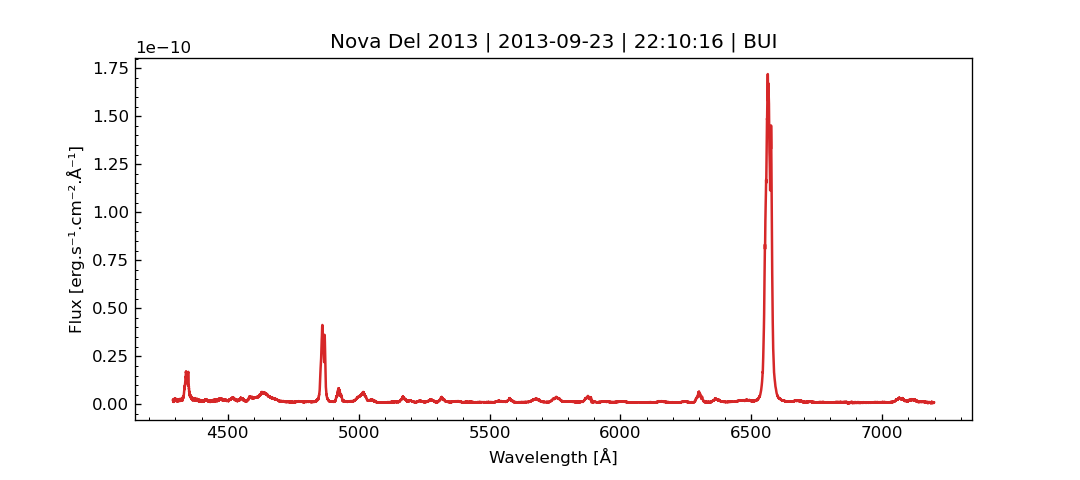 Nova Del 2013 | 2013-09-23 | 22:10:16 | BUI
1e−10
1.75
1.50
1.25
1.00
0.75
0.50
0.25
0.00
Flux [erg.s⁻¹.cm⁻².Å⁻¹]
4500 5000 5500 6000 6500 7000
Wavelength [Å]